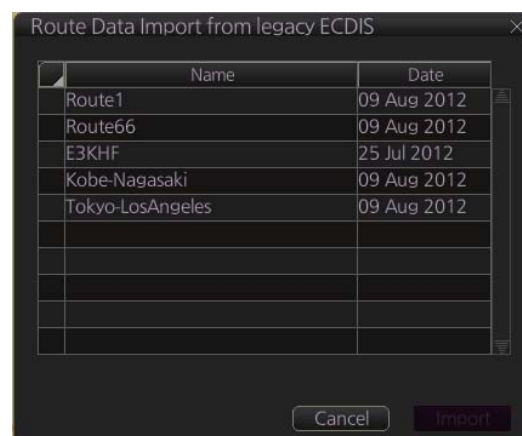 Route Data Import from legacy ECDIS
Name Date
Route1 09 Aug 2012
Route66 09 Aug 2012
E3KHF 25 Jul 2012
Kobe-Nagasaki 09 Aug 2012
Tokyo-LosAngeles 09 Aug 2012
Cancel Import